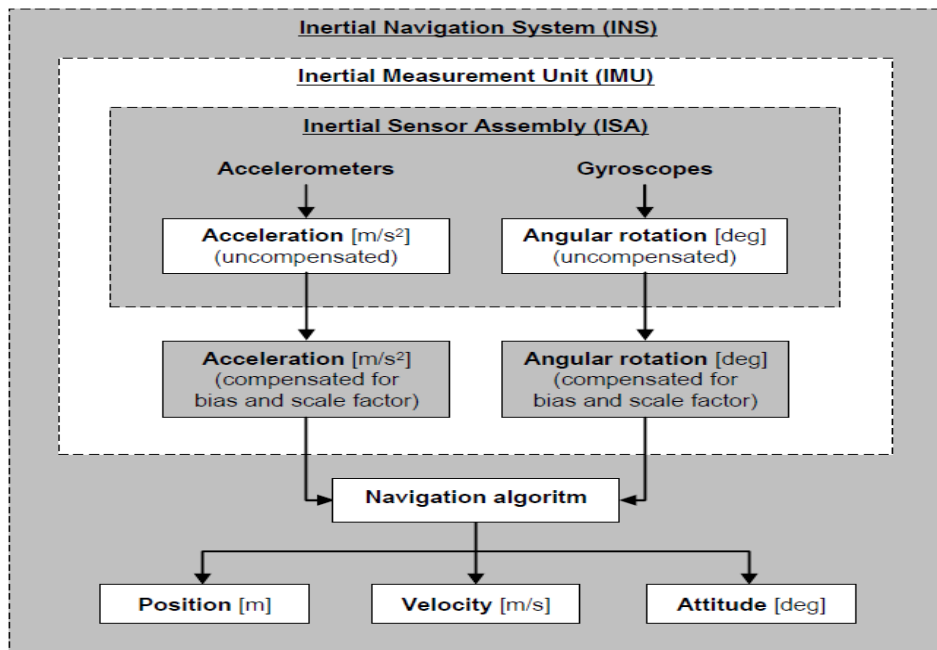 Inertial Navigation System (INS)
Inertial Measurement Unit (IMU)
Inertial Sensor Assembly (ISA)
Accelerometers
Gyroscopes
Acceleration [m/s²]
(uncompensated)
Angular rotation [deg]
(uncompensated)
Acceleration [m/s²]
(compensated for
bias and scale factor)
Angular rotation [deg]
(compensated for
bias and scale factor)
Navigation algoritm
Position [m]
Velocity [m/s]
Attitude [deg]